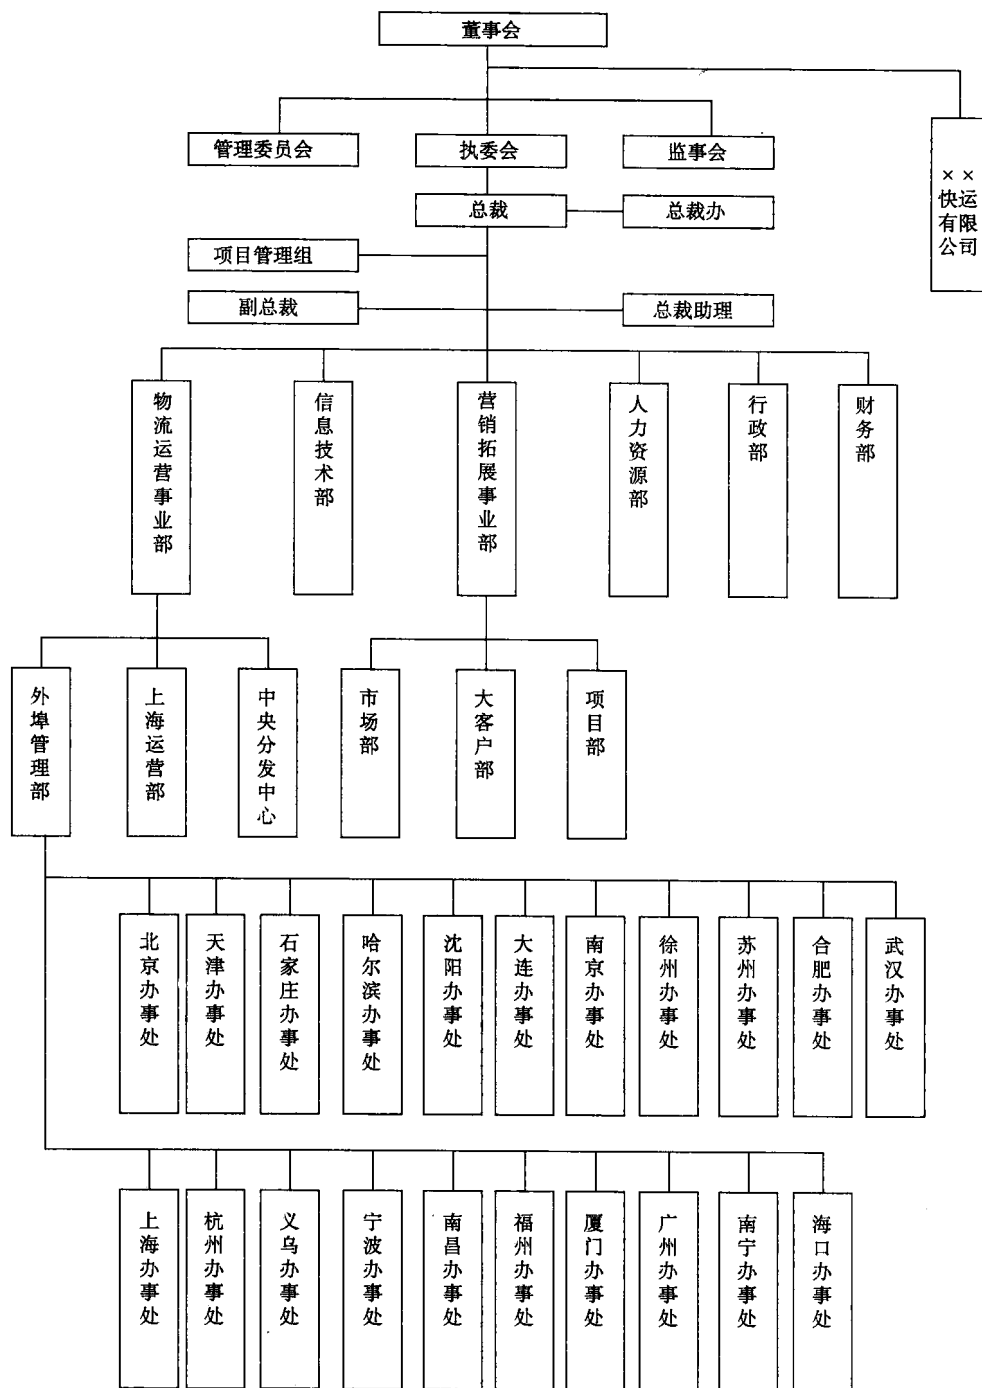 董事会
管理委员会
执委会
监事会
××
快运
有限
公司
总裁
总裁办
项目管理组
副总裁
总裁助理
物流运营事业部
信息技术部
营销拓展事业部
人力资源部
行政部
财务部
外埠管理部
上海运营部
中央分发中心
市场部
大客户部
项目部
北京办事处
天津办事处
石家庄办事处
哈尔滨办事处
沈阳办事处
大连办事处
南京办事处
徐州办事处
苏州办事处
合肥办事处
武汉办事处
上海办事处
杭州办事处
义乌办事处
宁波办事处
南昌办事处
福州办事处
厦门办事处
广州办事处
南宁办事处
海口办事处